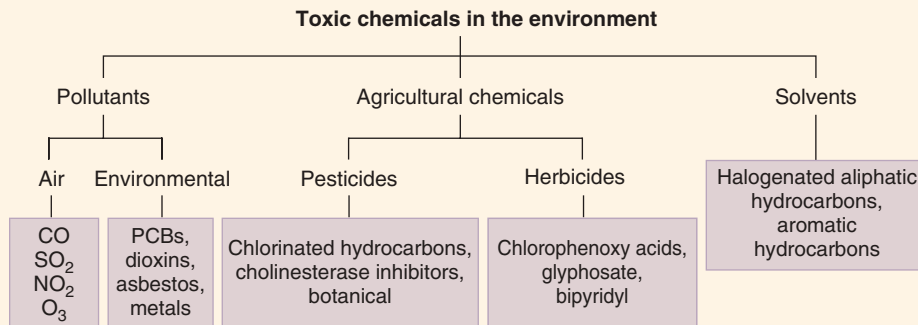 Toxic chemicals in the environment
Pollutants
Agricultural chemicals
Solvents
Air
Environmental
Pesticides
Herbicides
CO
SO2
NO2
O3
PCBs,
dioxins,
asbestos,
metals
Chlorinated hydrocarbons,
cholinesterase inhibitors,
botanical
Chlorophenoxy acids,
glyphosate,
bipyridyl
Halogenated aliphatic
hydrocarbons,
aromatic
hydrocarbons